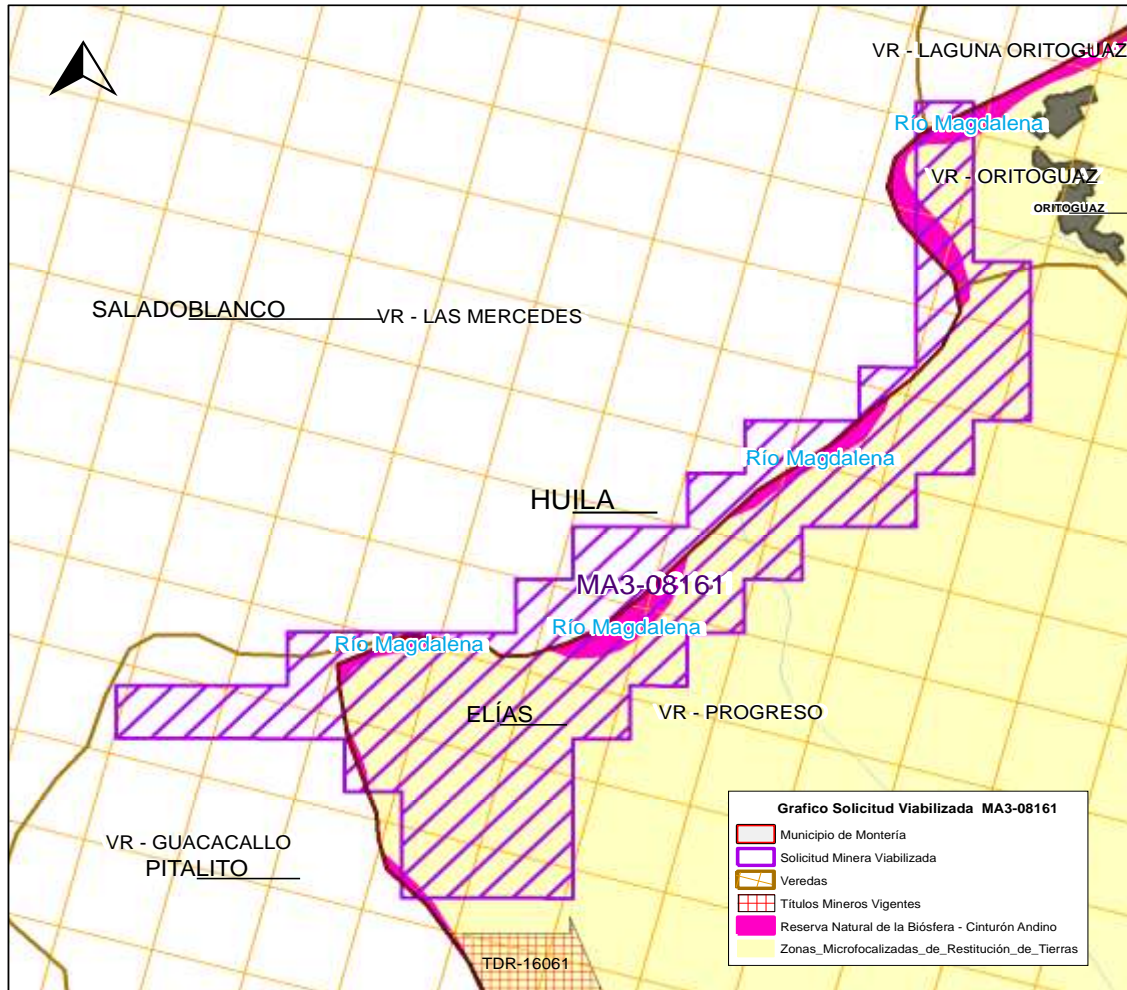 VR - LAGUNA ORITOGUAZ
Río Magdalena
VR - ORITOGUAZ
ORITOGUAZ
SALADOBLANCO
VR - LAS MERCEDES
Río Magdalena
HUILA
MA3-08161
Río Magdalena
Río Magdalena
ELÍAS
VR - PROGRESO
VR - GUACACALLO
PITALITO
TDR-16061
Grafico Solicitud Viabilizada MA3-08161
Municipio de Montería
Solicitud Minera Viabilizada
Veredas
Títulos Mineros Vigentes
Reserva Natural de la Biósfera - Cinturón Andino
Zonas_Microfocalizadas_de_Restitución_de_Tierras